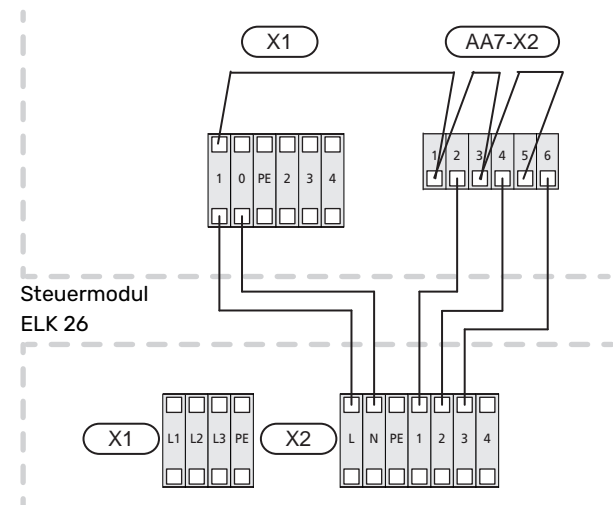 X1
AA7-X2
1 0 PE 2 3 4
1 2 3 4 5 6
Steuermodul
ELK 26
X1
L1 L2 L3 PE
X2
L N PE 1 2 3 4